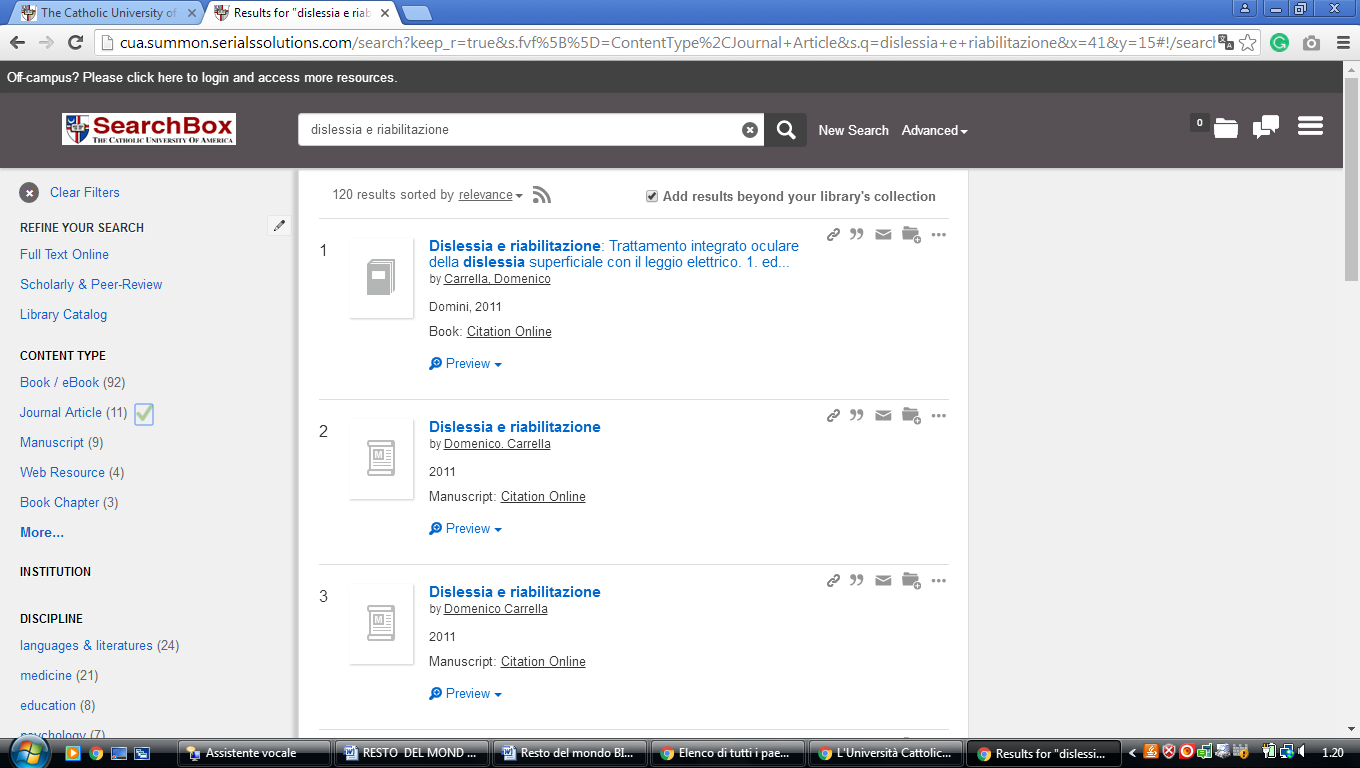 The Catholic University of
Results for "dislessia e riab
cua.summon.serialssolutions.com/search?keep_r=true&s.fvf%5B%5D=ContentType%2CJournal+Article&s.q=dislessia+e+riabilitazione&x=41&y=15#!/search
Off-campus? Please click here to login and access more resources.
SearchBox
THE CATHOLIC UNIVERSITY OF AMERICA
dislessia e riabilitazione
New Search
Advanced
0
Clear Filters
REFINE YOUR SEARCH
Full Text Online
Scholarly & Peer-Review
Library Catalog
CONTENT TYPE
Book / eBook (92)
Journal Article (11)
Manuscript (9)
Web Resource (4)
Book Chapter (3)
More...
INSTITUTION
DISCIPLINE
languages & literatures (24)
medicine (21)
education (8)
psychology (7)
120 results sorted by relevance
Add results beyond your library's collection
1
Dislessia e riabilitazione: Trattamento integrato oculare
della dislessia superficiale con il leggio elettrico. 1. ed...
by Carrella, Domenico
Domini, 2011
Book: Citation Online
Preview
2
Dislessia e riabilitazione
by Domenico. Carrella
2011
Manuscript: Citation Online
Preview
3
Dislessia e riabilitazione
by Domenico Carrella
2011
Manuscript: Citation Online
Preview
Assistente vocale
RESTO DEL MOND ...
Resto del mondo BI...
Elenco di tutti i pae...
L'Università Cattolic...
Results for "dislessi...
1.20